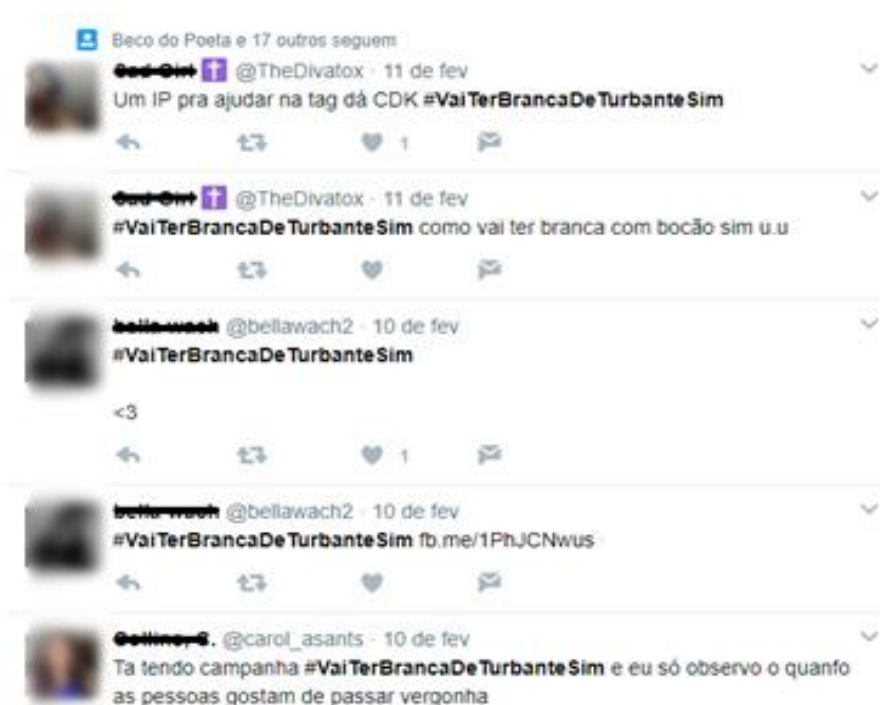 Beco do Poeta e 17 outros seguem
@TheDivatox · 11 de fev
Um IP pra ajudar na tag dá CDK #VaiTerBrancaDeTurbanteSim
1
@TheDivatox · 11 de fev
#VaiTerBrancaDeTurbanteSim como vai ter branca com bocão sim u.u
@bellawach2 · 10 de fev
#VaiTerBrancaDeTurbanteSim
<3
1
@bellawach2 · 10 de fev
#VaiTerBrancaDeTurbanteSim fb.me/1PhJCNwus
@carol_asants · 10 de fev
Ta tendo campanha #VaiTerBrancaDeTurbanteSim e eu só observo o quanfo
as pessoas gostam de passar vergonha